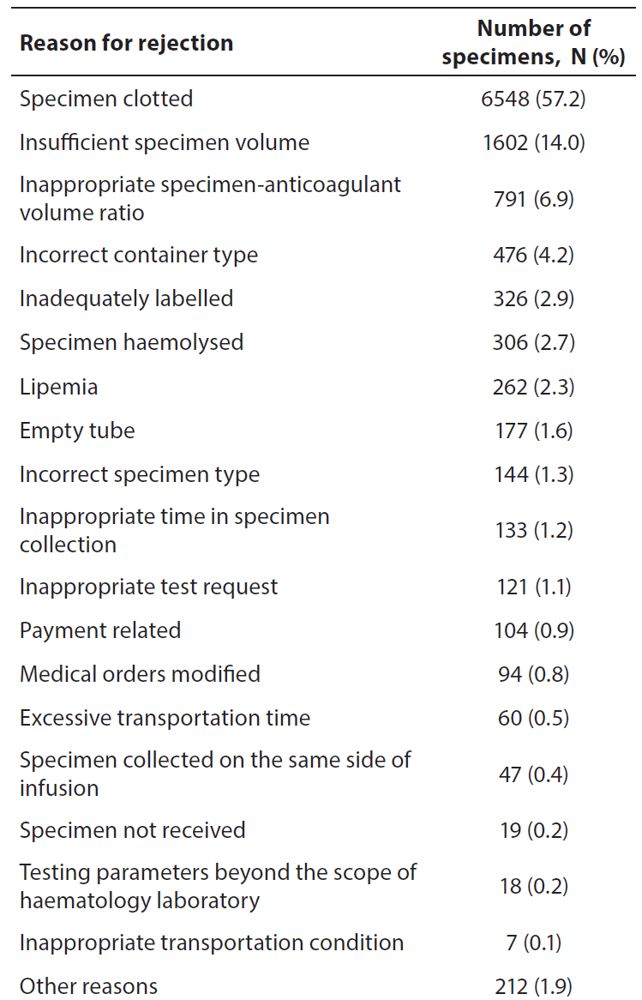 Reason for rejection Number of specimens, N (%)
Specimen clotted 6548 (57.2)
Insufficient specimen volume 1602 (14.0)
Inappropriate specimen-anticoagulant
volume ratio 791 (6.9)
Incorrect container type 476 (4.2)
Inadequately labelled 326 (2.9)
Specimen haemolysed 306 (2.7)
Lipemia 262 (2.3)
Empty tube 177 (1.6)
Incorrect specimen type 144 (1.3)
Inappropriate time in specimen
collection 133 (1.2)
Inappropriate test request 121 (1.1)
Payment related 104 (0.9)
Medical orders modified 94 (0.8)
Excessive transportation time 60 (0.5)
Specimen collected on the same side of
infusion 47 (0.4)
Specimen not received 19 (0.2)
Testing parameters beyond the scope of
haematology laboratory 18 (0.2)
Inappropriate transportation condition 7 (0.1)
Other reasons 212 (1.9)